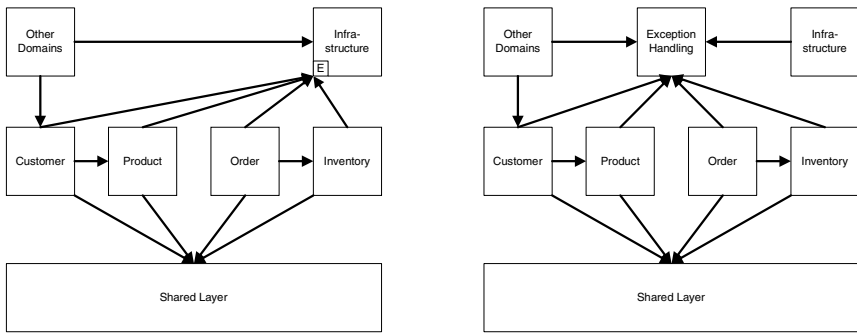 Other
Domains
Infra-
structure
E
Customer
Product
Order
Inventory
Shared Layer
Other
Domains
Exception
Handling
Infra-
structure
Customer
Product
Order
Inventory
Shared Layer